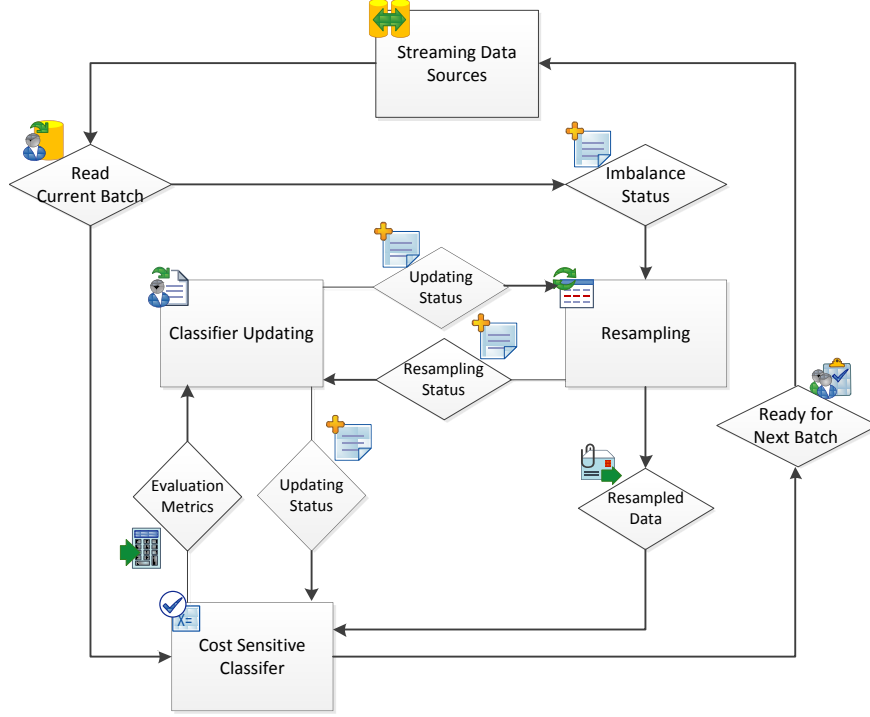 Streaming Data
Sources
Read
Current Batch
Imbalance
Status
Updating
Status
Classifier Updating
Resampling
Resampling
Status
Ready for
Next Batch
Evaluation
Metrics
Updating
Status
Resampled
Data
X=
Cost Sensitive
Classifer